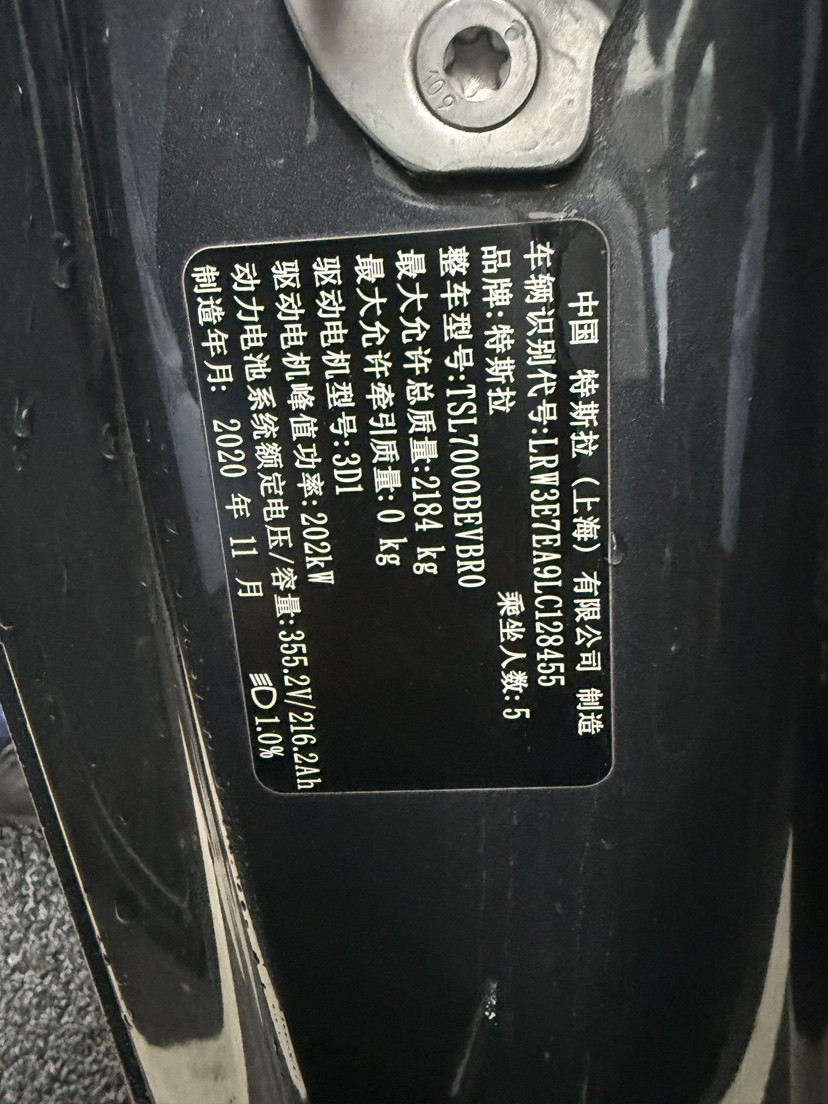 10.9
中国 特斯拉（上海）有限公司 制造
车辆识别代号:LRW3E7EA9LC128455
品牌:特斯拉 乘坐人数:5
整车型号:TSL7000BEVBR0
最大允许总质量:2184 kg
最大允许牵引质量:0 kg
驱动电机型号:3D1
驱动电机峰值功率:202kW
动力电池系统额定电压/容量:355.2V/216.2Ah
制造年月: 2020 年 11 月 1.0%